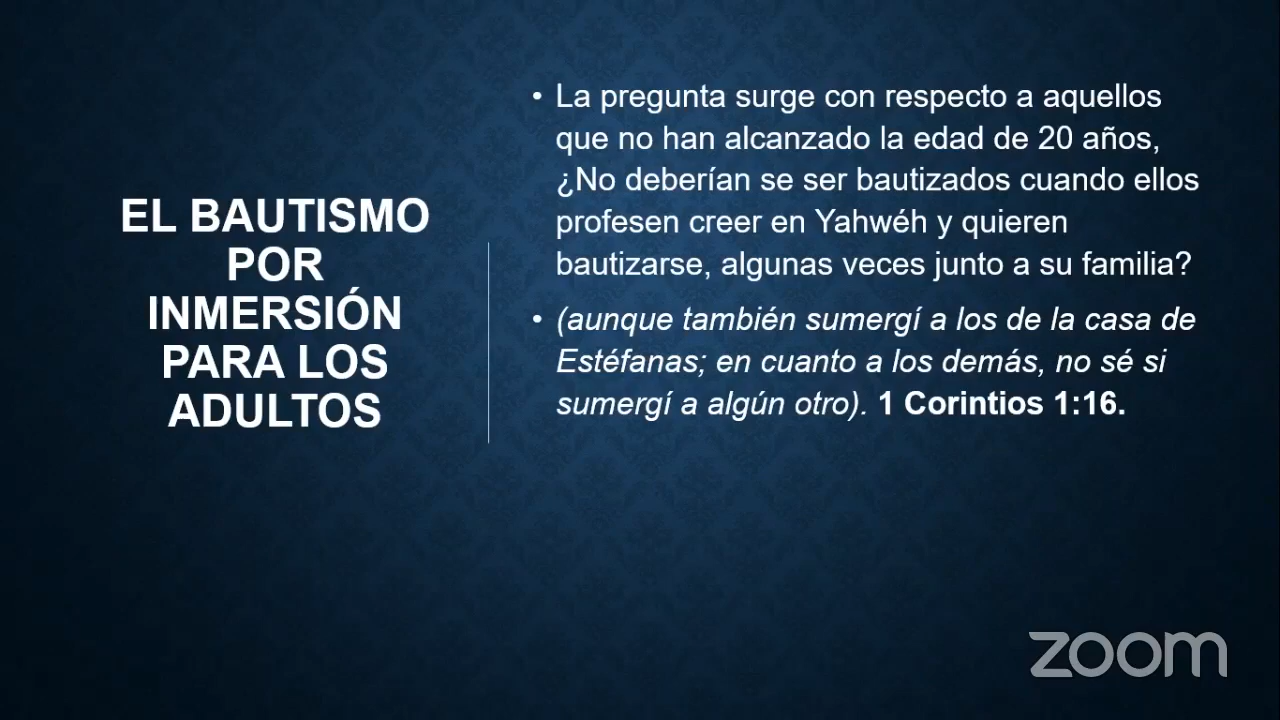 EL BAUTISMO
POR
INMERSIÓN
PARA LOS
ADULTOS
• La pregunta surge con respecto a aquellos
que no han alcanzado la edad de 20 años,
¿No deberían se ser bautizados cuando ellos
profesen creer en Yahwéh y quieren
bautizarse, algunas veces junto a su familia?
• (aunque también sumergí a los de la casa de
Estéfanas; en cuanto a los demás, no sé si
sumergí a algún otro). 1 Corintios 1:16.
zoom